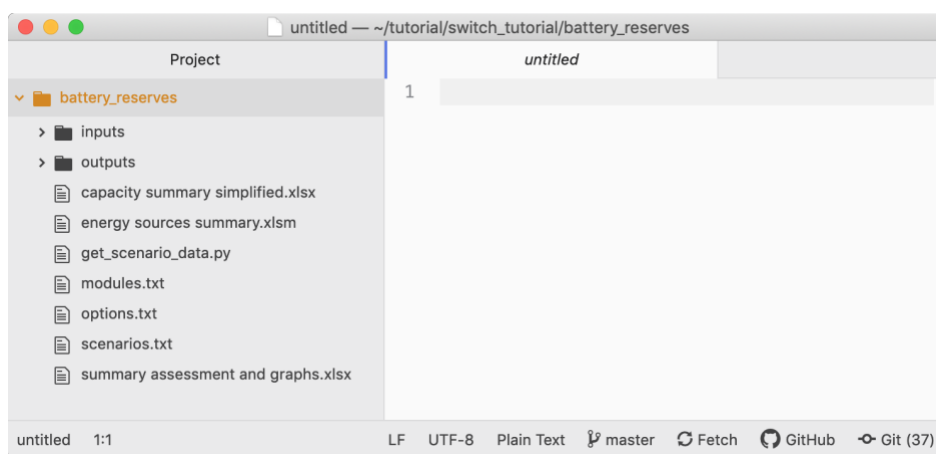 untitled — ~/tutorial/switch_tutorial/battery_reserves
Project
untitled
battery_reserves
1
inputs
outputs
capacity summary simplified.xlsx
energy sources summary.xlsm
get_scenario_data.py
modules.txt
options.txt
scenarios.txt
summary assessment and graphs.xlsx
untitled 1:1 LF UTF-8 Plain Text master Fetch GitHub Git (37)